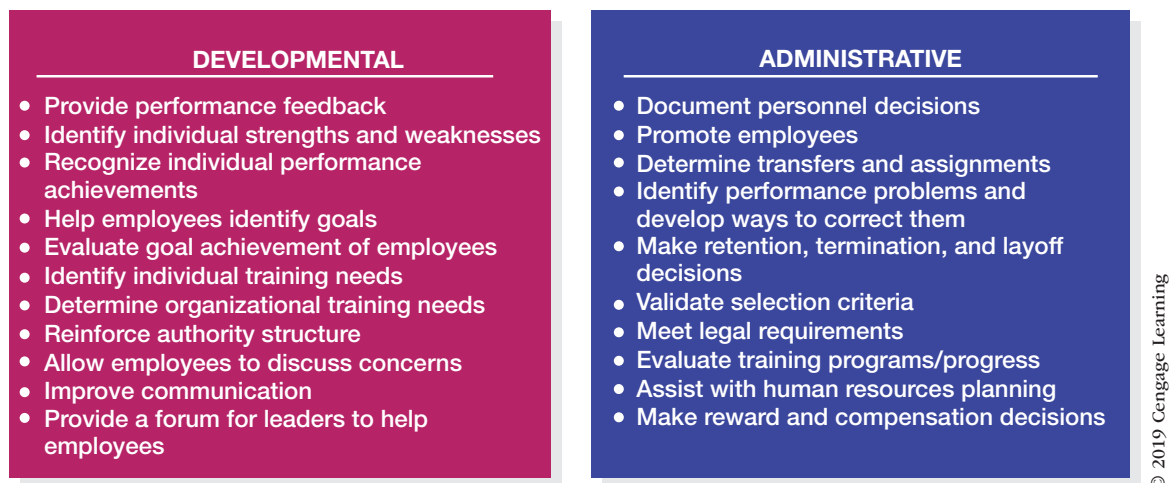 DEVELOPMENTAL
• Provide performance feedback
• Identify individual strengths and weaknesses
• Recognize individual performance
achievements
• Help employees identify goals
• Evaluate goal achievement of employees
• Identify individual training needs
• Determine organizational training needs
• Reinforce authority structure
• Allow employees to discuss concerns
• Improve communication
• Provide a forum for leaders to help
employees
ADMINISTRATIVE
• Document personnel decisions
• Promote employees
• Determine transfers and assignments
• Identify performance problems and
develop ways to correct them
• Make retention, termination, and layoff
decisions
• Validate selection criteria
• Meet legal requirements
• Evaluate training programs/progress
• Assist with human resources planning
• Make reward and compensation decisions
© 2019 Cengage Learning